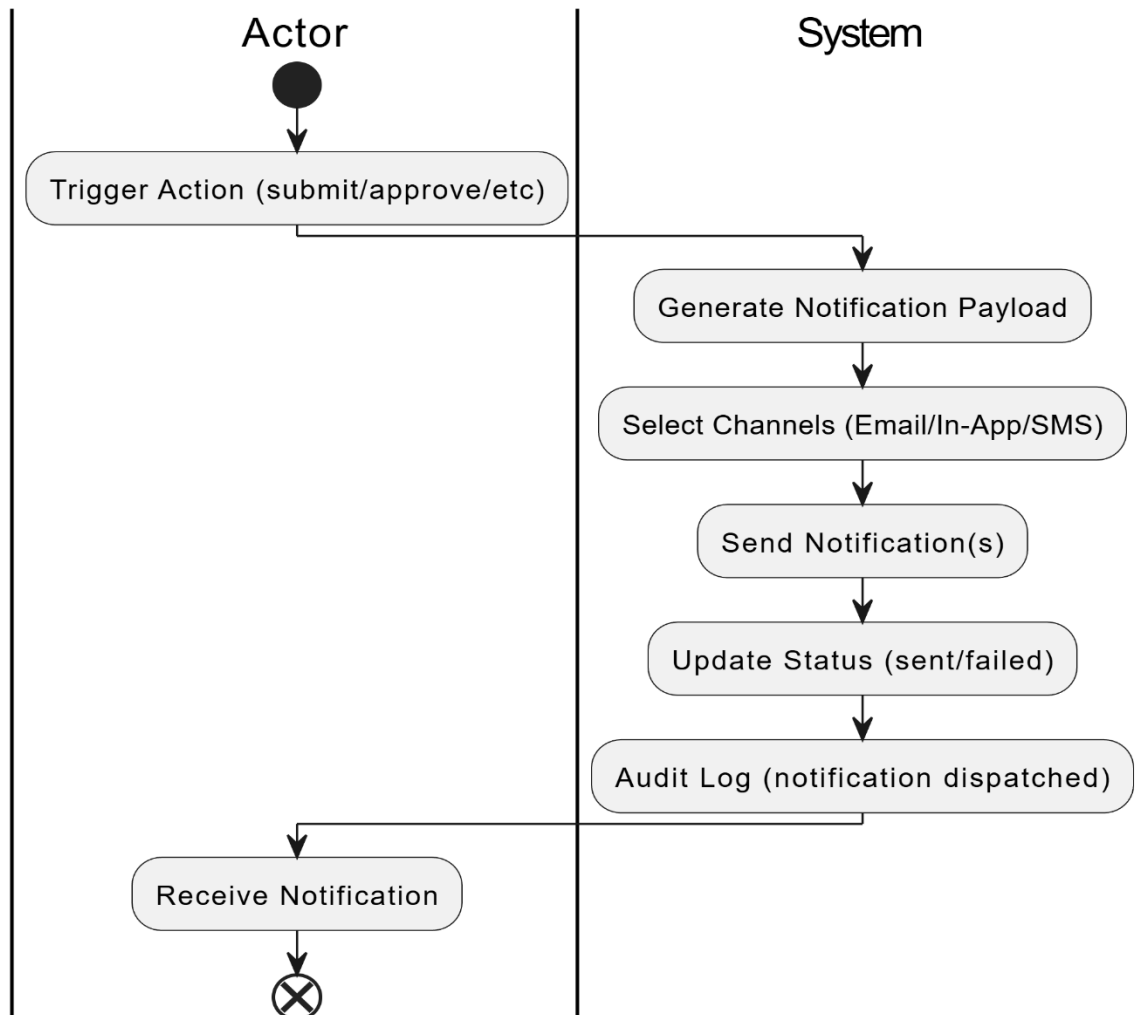 Actor
System
Trigger Action (submit/approve/etc)
Generate Notification Payload
Select Channels (Email/In-App/SMS)
Send Notification(s)
Update Status (sent/failed)
Audit Log (notification dispatched)
Receive Notification